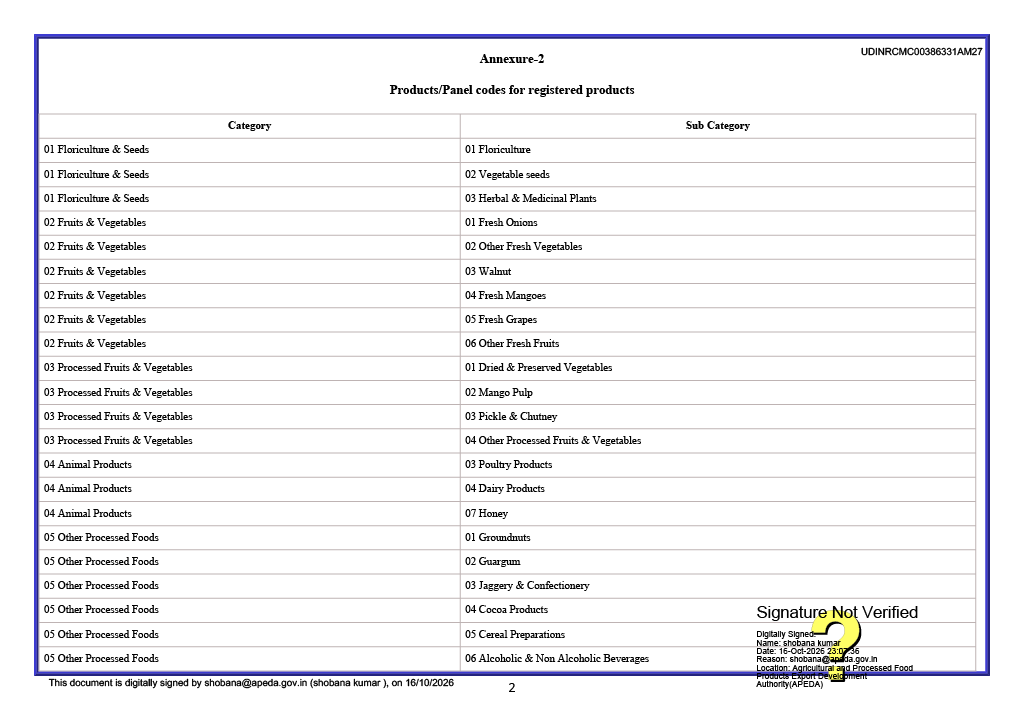 UDINRCMC00386331AM27
Annexure-2
Products/Panel codes for registered products
Category Sub Category
01 Floriculture & Seeds 01 Floriculture
01 Floriculture & Seeds 02 Vegetable seeds
01 Floriculture & Seeds 03 Herbal & Medicinal Plants
02 Fruits & Vegetables 01 Fresh Onions
02 Fruits & Vegetables 02 Other Fresh Vegetables
02 Fruits & Vegetables 03 Walnut
02 Fruits & Vegetables 04 Fresh Mangoes
02 Fruits & Vegetables 05 Fresh Grapes
02 Fruits & Vegetables 06 Other Fresh Fruits
03 Processed Fruits & Vegetables 01 Dried & Preserved Vegetables
03 Processed Fruits & Vegetables 02 Mango Pulp
03 Processed Fruits & Vegetables 03 Pickle & Chutney
03 Processed Fruits & Vegetables 04 Other Processed Fruits & Vegetables
04 Animal Products 03 Poultry Products
04 Animal Products 04 Dairy Products
04 Animal Products 07 Honey
05 Other Processed Foods 01 Groundnuts
05 Other Processed Foods 02 Guargum
05 Other Processed Foods 03 Jaggery & Confectionery
05 Other Processed Foods 04 Cocoa Products
05 Other Processed Foods 05 Cereal Preparations
05 Other Processed Foods 06 Alcoholic & Non Alcoholic Beverages
Signature Not Verified
Digitally Signed.
Name: shobana kumar
Date: 16-Oct-2026
Reason: shobana@apeda.gov.in
Location: Agricultural and Processed Food
Products Export Development
Authority(APEDA)
This document is digitally signed by shobana@apeda.gov.in (shobana kumar ), on 16/10/2026
2